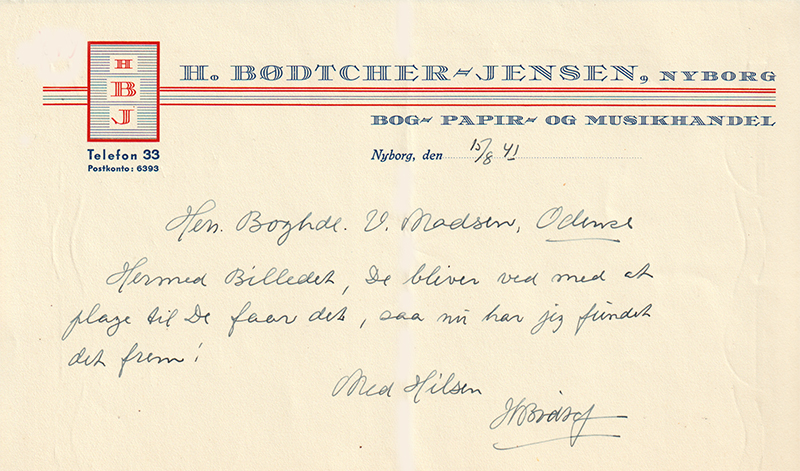 H
B
J
H. BØDTCHER-JENSEN, NYBORG
BOG- PAPIR- OG MUSIKHANDEL
Telefon 33
Postkonto: 6393
Nyborg, den 15/8 41
Hrr. Boghdl. V. Madsen, Odense
Hermed Billedet, De bliver ved med at
plage til De faar det, saa nu har jeg fundet
det frem!
Med Hilsen